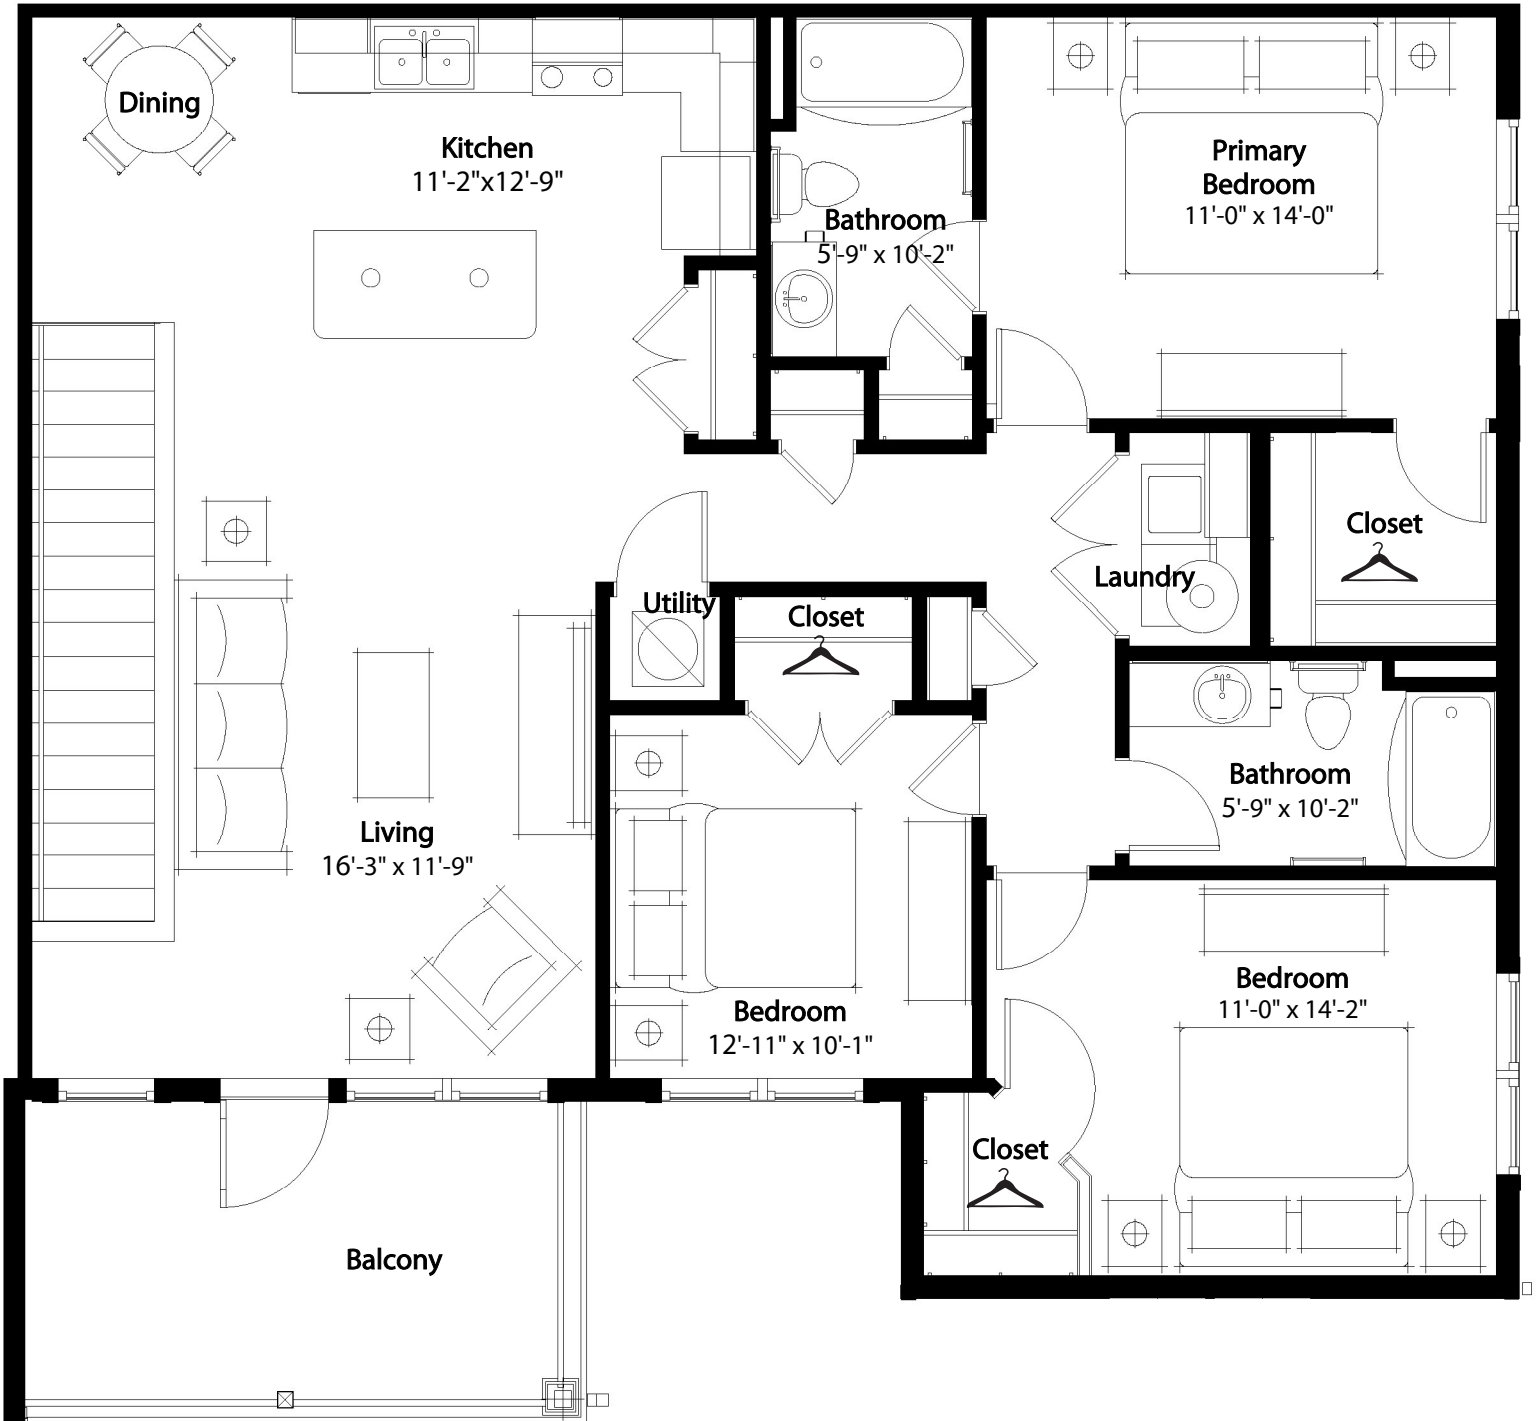 Dining
Kitchen
11'-2"x12'-9"
Bathroom
5'-9" x 10'-2"
Primary
Bedroom
11'-0" x 14'-0"
Closet
Laundry
Utility
Closet
Bathroom
5'-9" x 10'-2"
Living
16'-3" x 11'-9"
Bedroom
12'-11" x 10'-1"
Bedroom
11'-0" x 14'-2"
Closet
Balcony